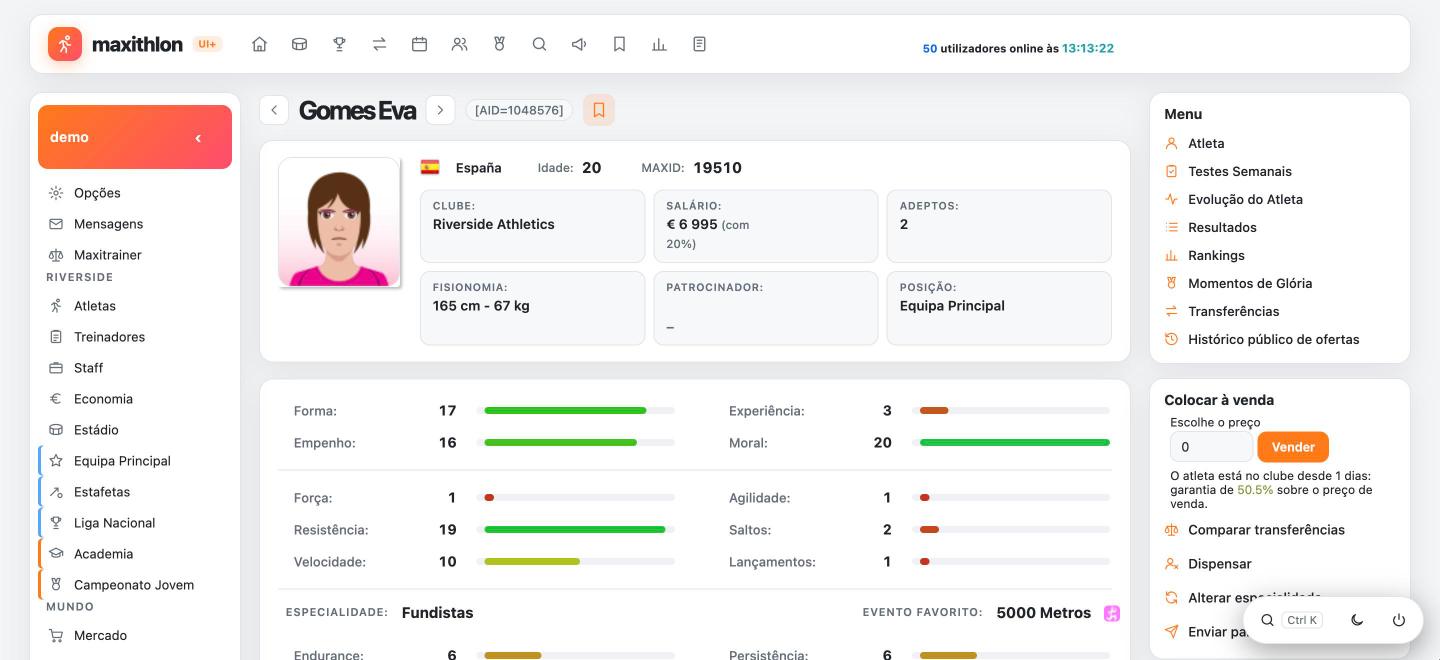 maxithlon UI+
50 utilizadores online às 13:13:22
demo
Opções
Mensagens
Maxitrainer
RIVERSIDE
Atletas
Treinadores
Staff
Economia
Estádio
Equipa Principal
Estafetas
Liga Nacional
Academia
Campeonato Jovem
MUNDO
Mercado
Gomes Eva [AID=1048576]
España Idade: 20 MAXID: 19510
CLUBE:
Riverside Athletics
SALÁRIO:
€ 6 995 (com
20%)
ADEPTOS:
2
FISIONOMIA:
165 cm - 67 kg
PATROCINADOR:
–
POSIÇÃO:
Equipa Principal
Forma: 17 Experiência: 3
Empenho: 16 Moral: 20
Força: 1 Agilidade: 1
Resistência: 19 Saltos: 2
Velocidade: 10 Lançamentos: 1
ESPECIALIDADE: Fundistas EVENTO FAVORITO: 5000 Metros
Endurance: 6 Persistência: 6
Menu
Atleta
Testes Semanais
Evolução do Atleta
Resultados
Rankings
Momentos de Glória
Transferências
Histórico público de ofertas
Colocar à venda
Escolhe o preço
0 Vender
O atleta está no clube desde 1 dias:
garantia de 50.5% sobre o preço de
venda.
Comparar transferências
Dispensar
Alterar especialidade
Enviar
Ctrl K